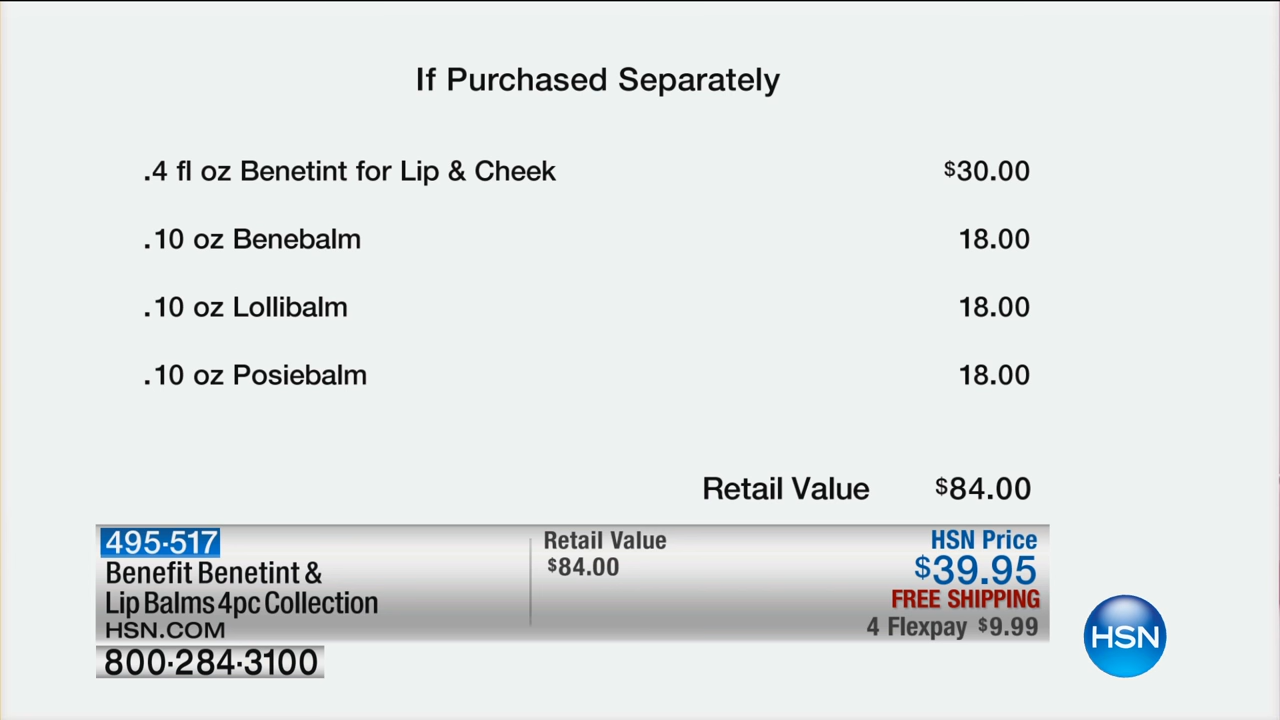 If Purchased Separately
.4 fl oz Benetint for Lip & Cheek $30.00
.10 oz Benebalm 18.00
.10 oz Lollibalm 18.00
.10 oz Posiebalm 18.00
Retail Value $84.00
495·517
Benefit Benetint &
Lip Balms 4pc Collection
HSN.COM
800·284·3100
Retail Value
$84.00
HSN Price
$39.95
FREE SHIPPING
4 Flexpay $9.99
HSN